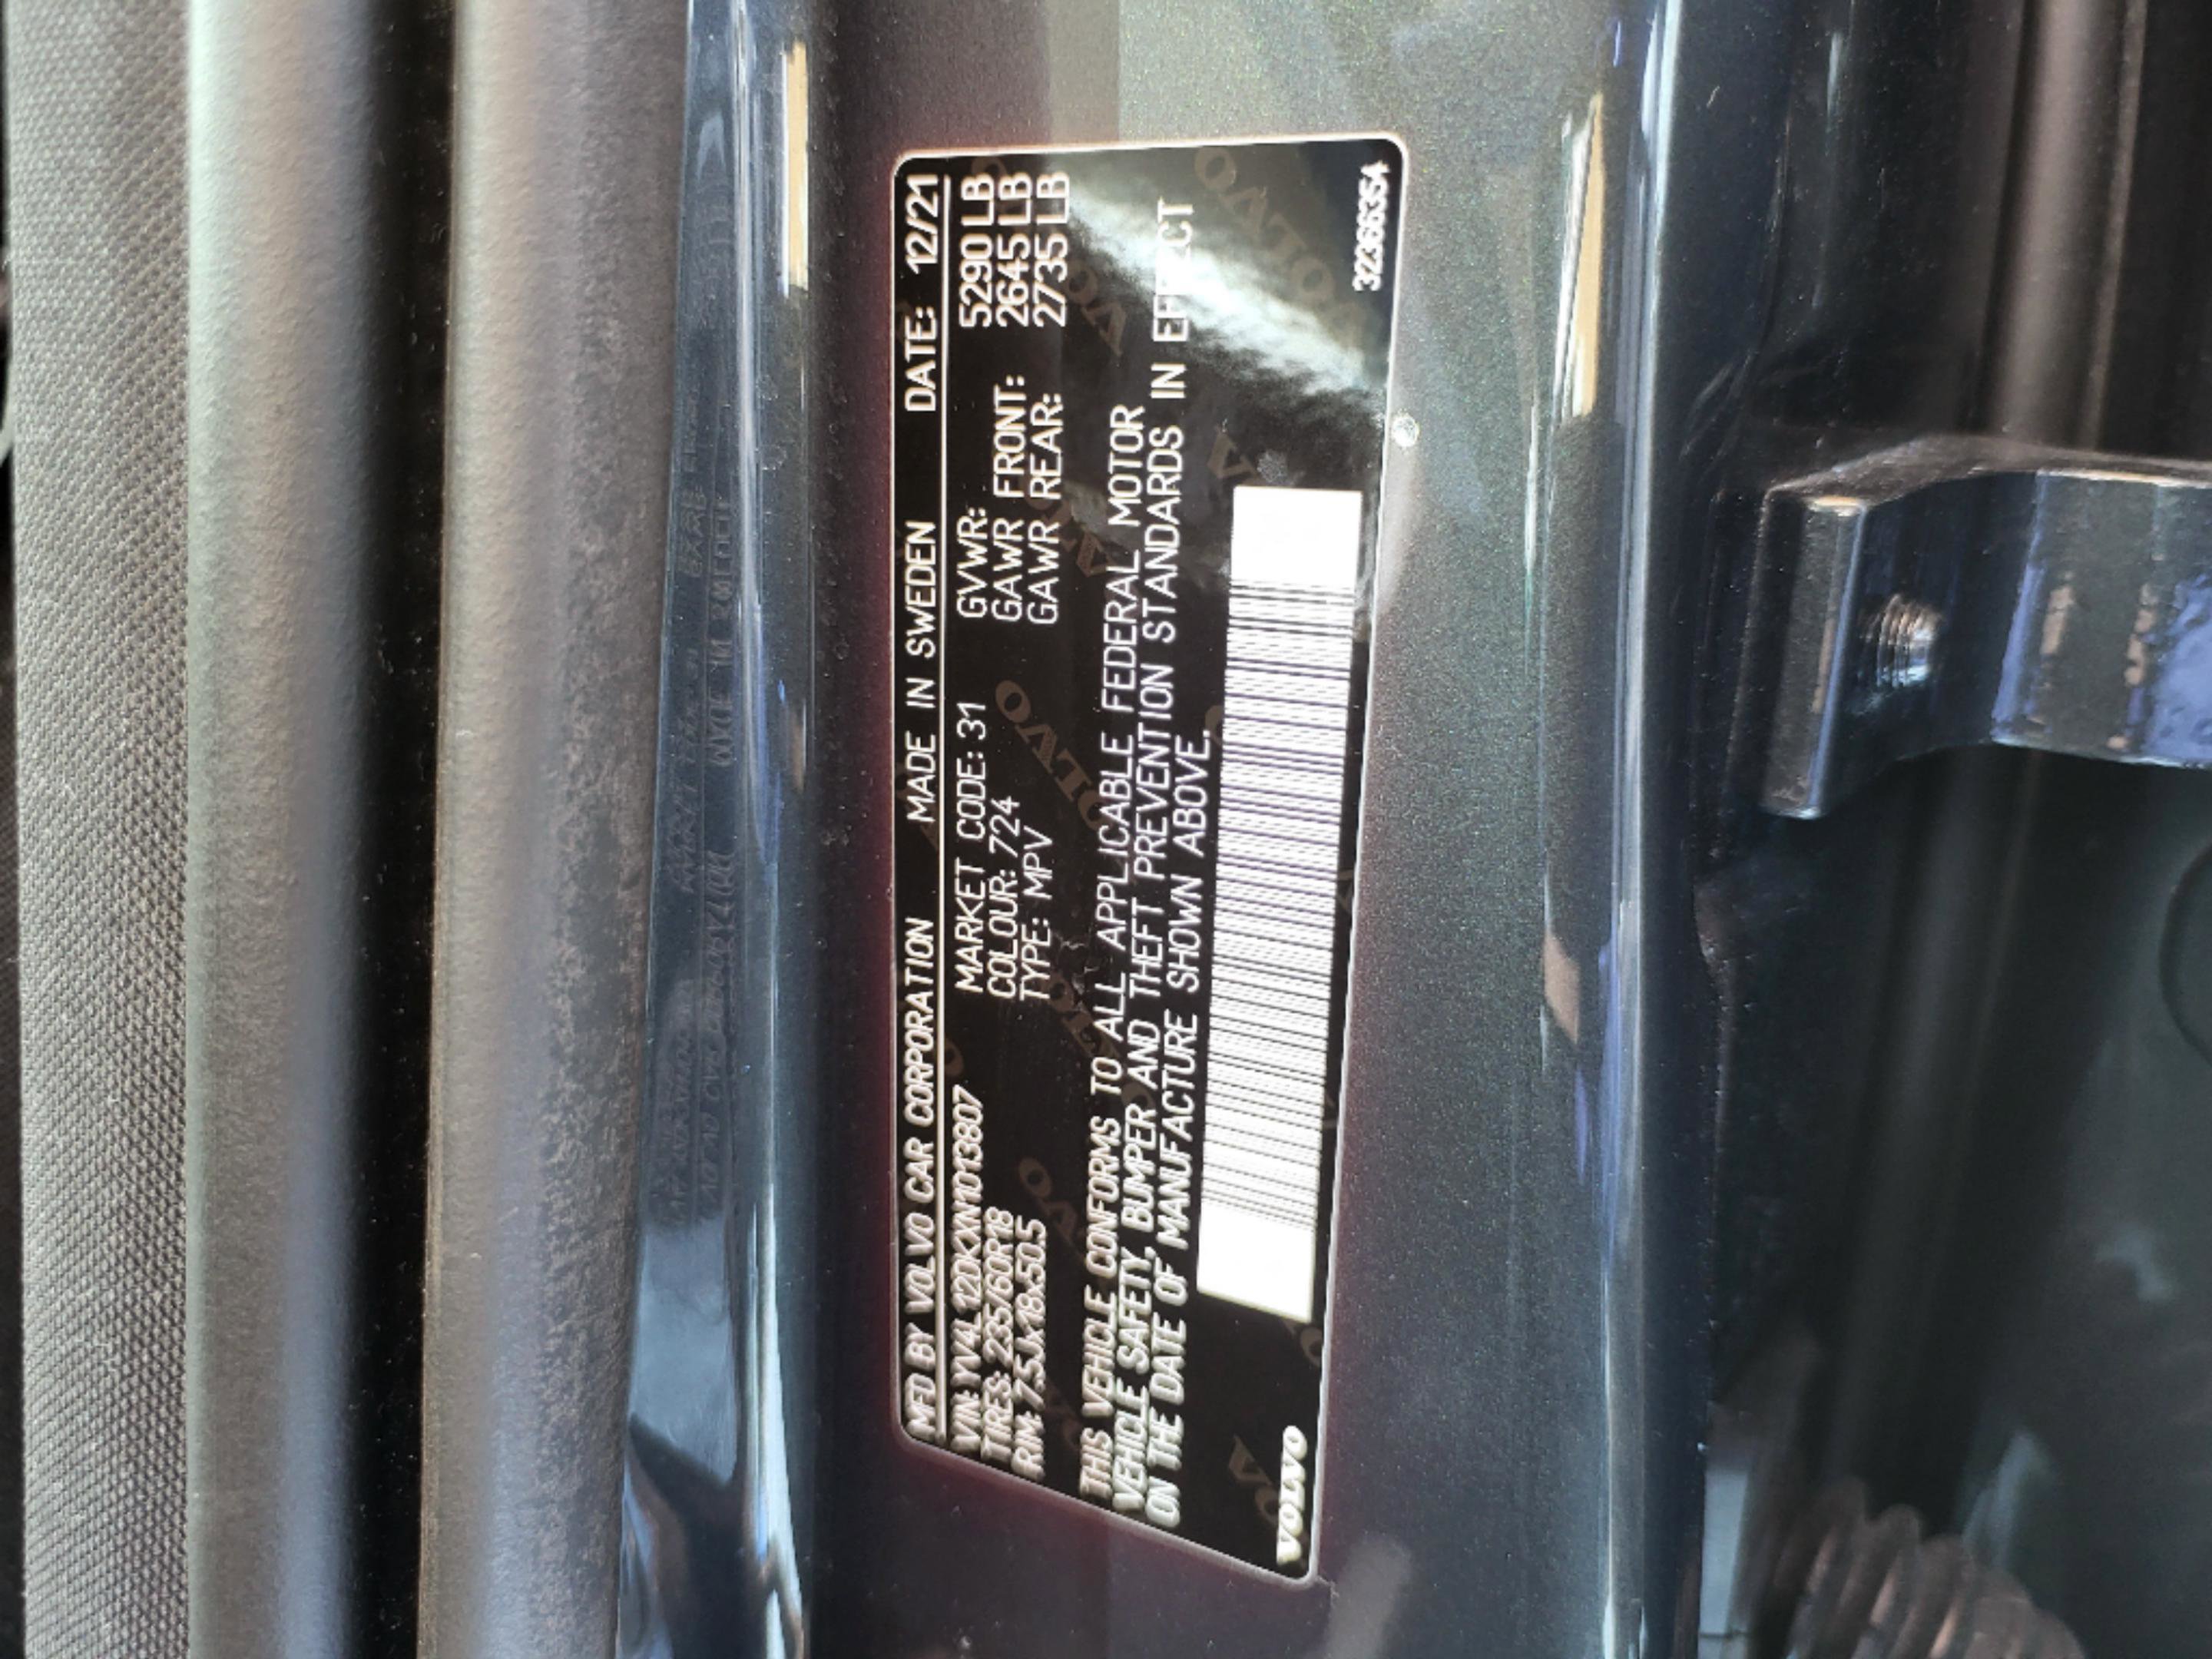 MFD BY VOLVO CAR CORPORATION MADE IN SWEDEN DATE: 12/21
VIN: YV4L12DKXN1013807 MARKET CODE: 31 GVWR: 5290 LB
TIRES: 235/60R18 COLOUR: 724 GAWR FRONT: 2645 LB
RIM: 7.5Jx18x50.5 TYPE: MPV GAWR REAR: 2735 LB
THIS VEHICLE CONFORMS TO ALL APPLICABLE FEDERAL MOTOR
VEHICLE SAFETY, BUMPER AND THEFT PREVENTION STANDARDS IN EFFECT
ON THE DATE OF MANUFACTURE SHOWN ABOVE.
VOLVO 32366354